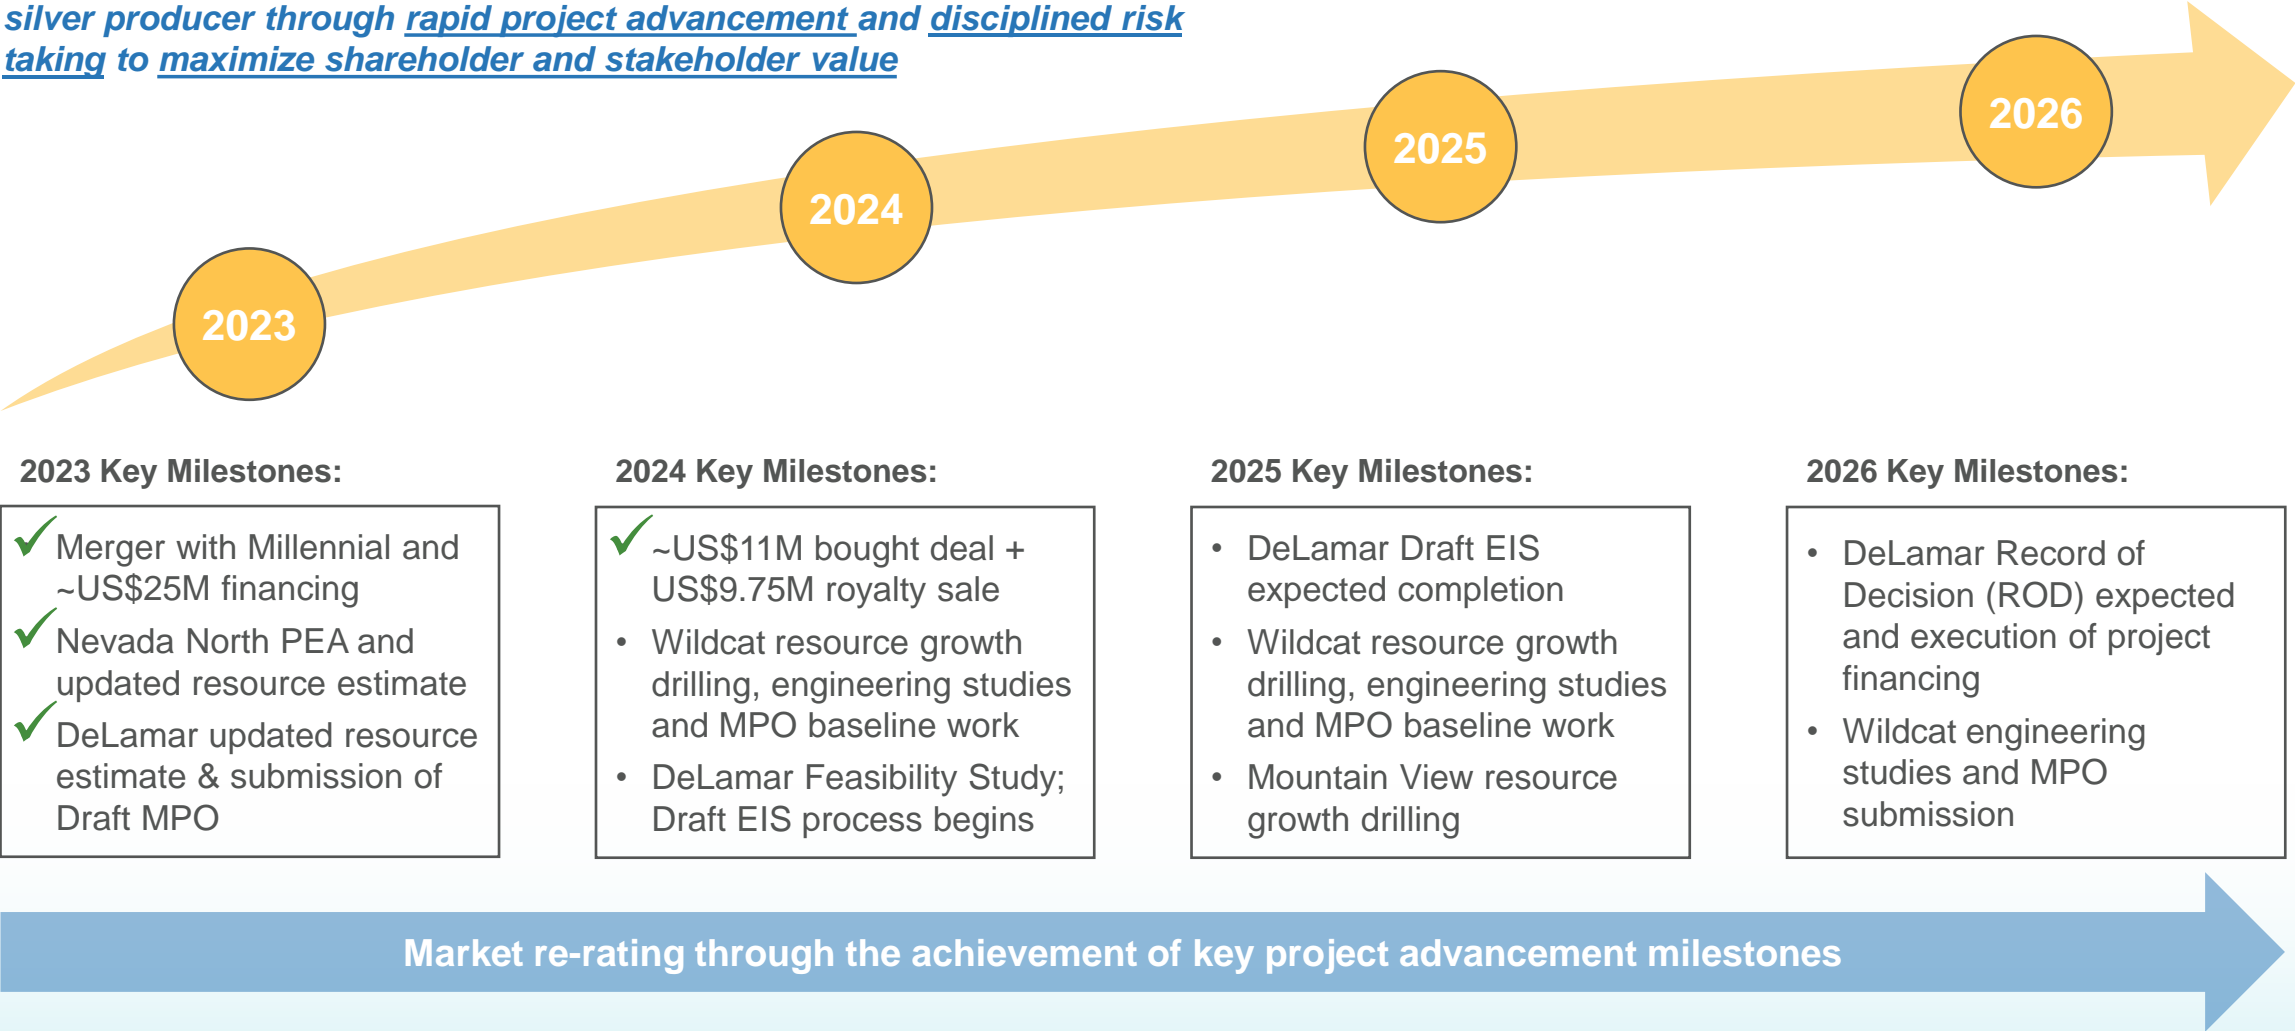 silver producer through rapid project advancement and disciplined risk
taking to maximize shareholder and stakeholder value
2023
2024
2025
2026
2023 Key Milestones:
Merger with Millennial and
~US$25M financing
Nevada North PEA and
updated resource estimate
DeLamar updated resource
estimate & submission of
Draft MPO
2024 Key Milestones:
~US$11M bought deal +
US$9.75M royalty sale
• Wildcat resource growth
drilling, engineering studies
and MPO baseline work
• DeLamar Feasibility Study;
Draft EIS process begins
2025 Key Milestones:
• DeLamar Draft EIS
expected completion
• Wildcat resource growth
drilling, engineering studies
and MPO baseline work
• Mountain View resource
growth drilling
2026 Key Milestones:
• DeLamar Record of
Decision (ROD) expected
and execution of project
financing
• Wildcat engineering
studies and MPO
submission
Market re-rating through the achievement of key project advancement milestones